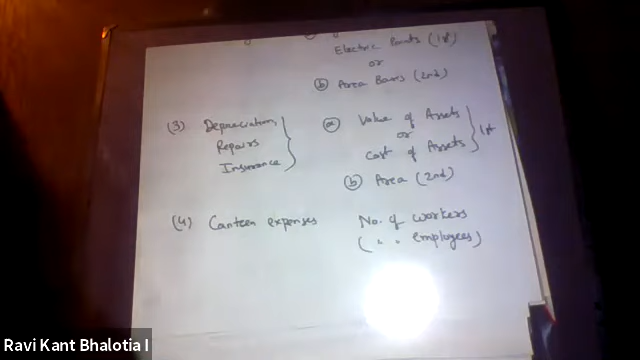 Electric Points (1st)
or
(b) Area Basis (2nd)
(3) Depreciation,
Repairs
Insurance
(a) Value of Assets
or
Cost of Assets
1st
(b) Area (2nd)
(4) Canteen expenses
No. of workers
( " " employees)
Ravi Kant Bhalotia I